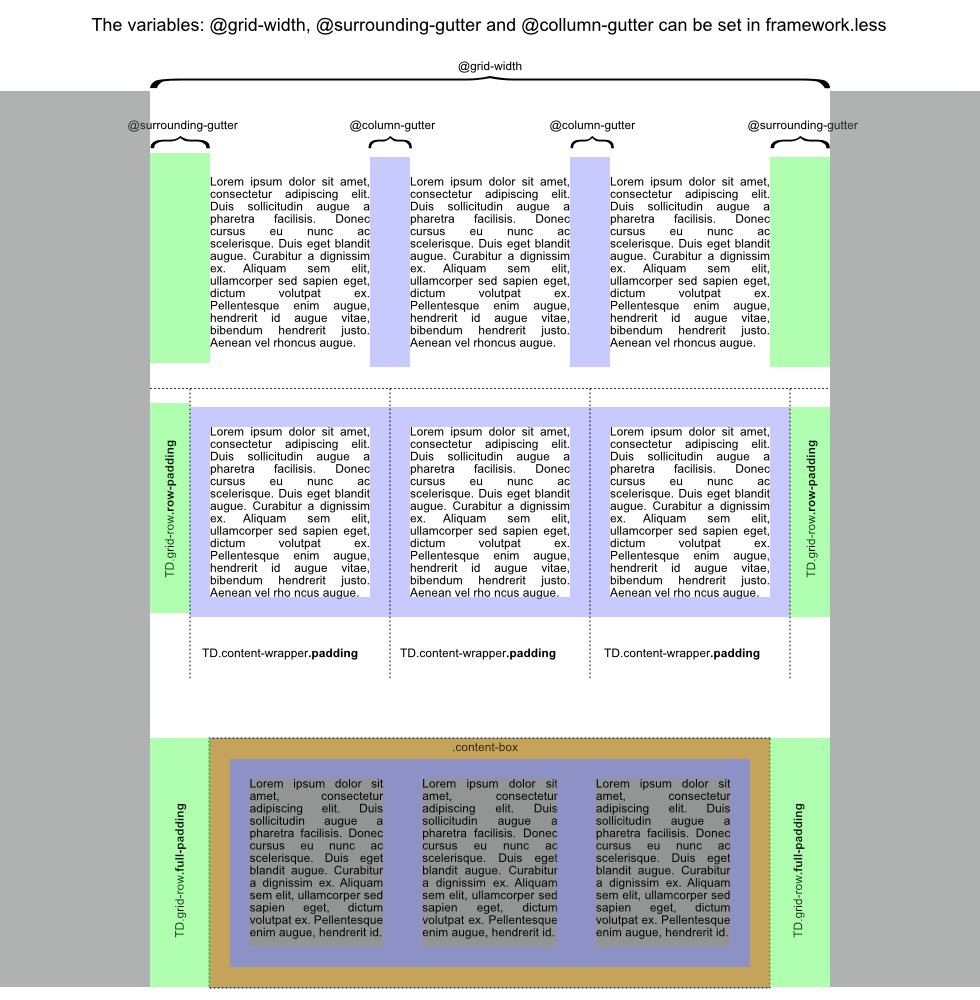 The variables: @grid-width, @surrounding-gutter and @collumn-gutter can be set in framework.less
@grid-width
@surrounding-gutter
@column-gutter
@column-gutter
@surrounding-gutter
Lorem ipsum dolor sit amet,
consectetur adipiscing elit.
Duis sollicitudin augue a
pharetra facilisis. Donec
cursus eu nunc ac
scelerisque. Duis eget blandit
augue. Curabitur a dignissim
ex. Aliquam sem elit,
ullamcorper sed sapien eget,
dictum volutpat ex.
Pellentesque enim augue,
hendrerit id augue vitae,
bibendum hendrerit justo.
Aenean vel rhoncus augue.
Lorem ipsum dolor sit amet,
consectetur adipiscing elit.
Duis sollicitudin augue a
pharetra facilisis. Donec
cursus eu nunc ac
scelerisque. Duis eget blandit
augue. Curabitur a dignissim
ex. Aliquam sem elit,
ullamcorper sed sapien eget,
dictum volutpat ex.
Pellentesque enim augue,
hendrerit id augue vitae,
bibendum hendrerit justo.
Aenean vel rhoncus augue.
Lorem ipsum dolor sit amet,
consectetur adipiscing elit.
Duis sollicitudin augue a
pharetra facilisis. Donec
cursus eu nunc ac
scelerisque. Duis eget blandit
augue. Curabitur a dignissim
ex. Aliquam sem elit,
ullamcorper sed sapien eget,
dictum volutpat ex.
Pellentesque enim augue,
hendrerit id augue vitae,
bibendum hendrerit justo.
Aenean vel rhoncus augue.
TD.grid-row.row-padding
Lorem ipsum dolor sit amet,
consectetur adipiscing elit.
Duis sollicitudin augue a
pharetra facilisis. Donec
cursus eu nunc ac
scelerisque. Duis eget blandit
augue. Curabitur a dignissim
ex. Aliquam sem elit,
ullamcorper sed sapien eget,
dictum volutpat ex.
Pellentesque enim augue,
hendrerit id augue vitae,
bibendum hendrerit justo.
Aenean vel rho ncus augue.
Lorem ipsum dolor sit amet,
consectetur adipiscing elit.
Duis sollicitudin augue a
pharetra facilisis. Donec
cursus eu nunc ac
scelerisque. Duis eget blandit
augue. Curabitur a dignissim
ex. Aliquam sem elit,
ullamcorper sed sapien eget,
dictum volutpat ex.
Pellentesque enim augue,
hendrerit id augue vitae,
bibendum hendrerit justo.
Aenean vel rho ncus augue.
Lorem ipsum dolor sit amet,
consectetur adipiscing elit.
Duis sollicitudin augue a
pharetra facilisis. Donec
cursus eu nunc ac
scelerisque. Duis eget blandit
augue. Curabitur a dignissim
ex. Aliquam sem elit,
ullamcorper sed sapien eget,
dictum volutpat ex.
Pellentesque enim augue,
hendrerit id augue vitae,
bibendum hendrerit justo.
Aenean vel rho ncus augue.
TD.grid-row.row-padding
TD.content-wrapper.padding
TD.content-wrapper.padding
TD.content-wrapper.padding
.content-box
TD.grid-row.full-padding
Lorem ipsum dolor sit
amet, consectetur
adipiscing elit. Duis
sollicitudin augue a
pharetra facilisis. Donec
cursus eu nunc ac
scelerisque. Duis eget
blandit augue. Curabitur
a dignissim ex. Aliquam
sem elit, ullamcorper sed
sapien eget, dictum
volutpat ex. Pellentesque
enim augue, hendrerit id.
Lorem ipsum dolor sit
amet, consectetur
adipiscing elit. Duis
sollicitudin augue a
pharetra facilisis. Donec
cursus eu nunc ac
scelerisque. Duis eget
blandit augue. Curabitur
a dignissim ex. Aliquam
sem elit, ullamcorper sed
sapien eget, dictum
volutpat ex. Pellentesque
enim augue, hendrerit id.
Lorem ipsum dolor sit
amet, consectetur
adipiscing elit. Duis
sollicitudin augue a
pharetra facilisis. Donec
cursus eu nunc ac
scelerisque. Duis eget
blandit augue. Curabitur
a dignissim ex. Aliquam
sem elit, ullamcorper sed
sapien eget, dictum
volutpat ex. Pellentesque
enim augue, hendrerit id.
TD.grid-row.full-padding